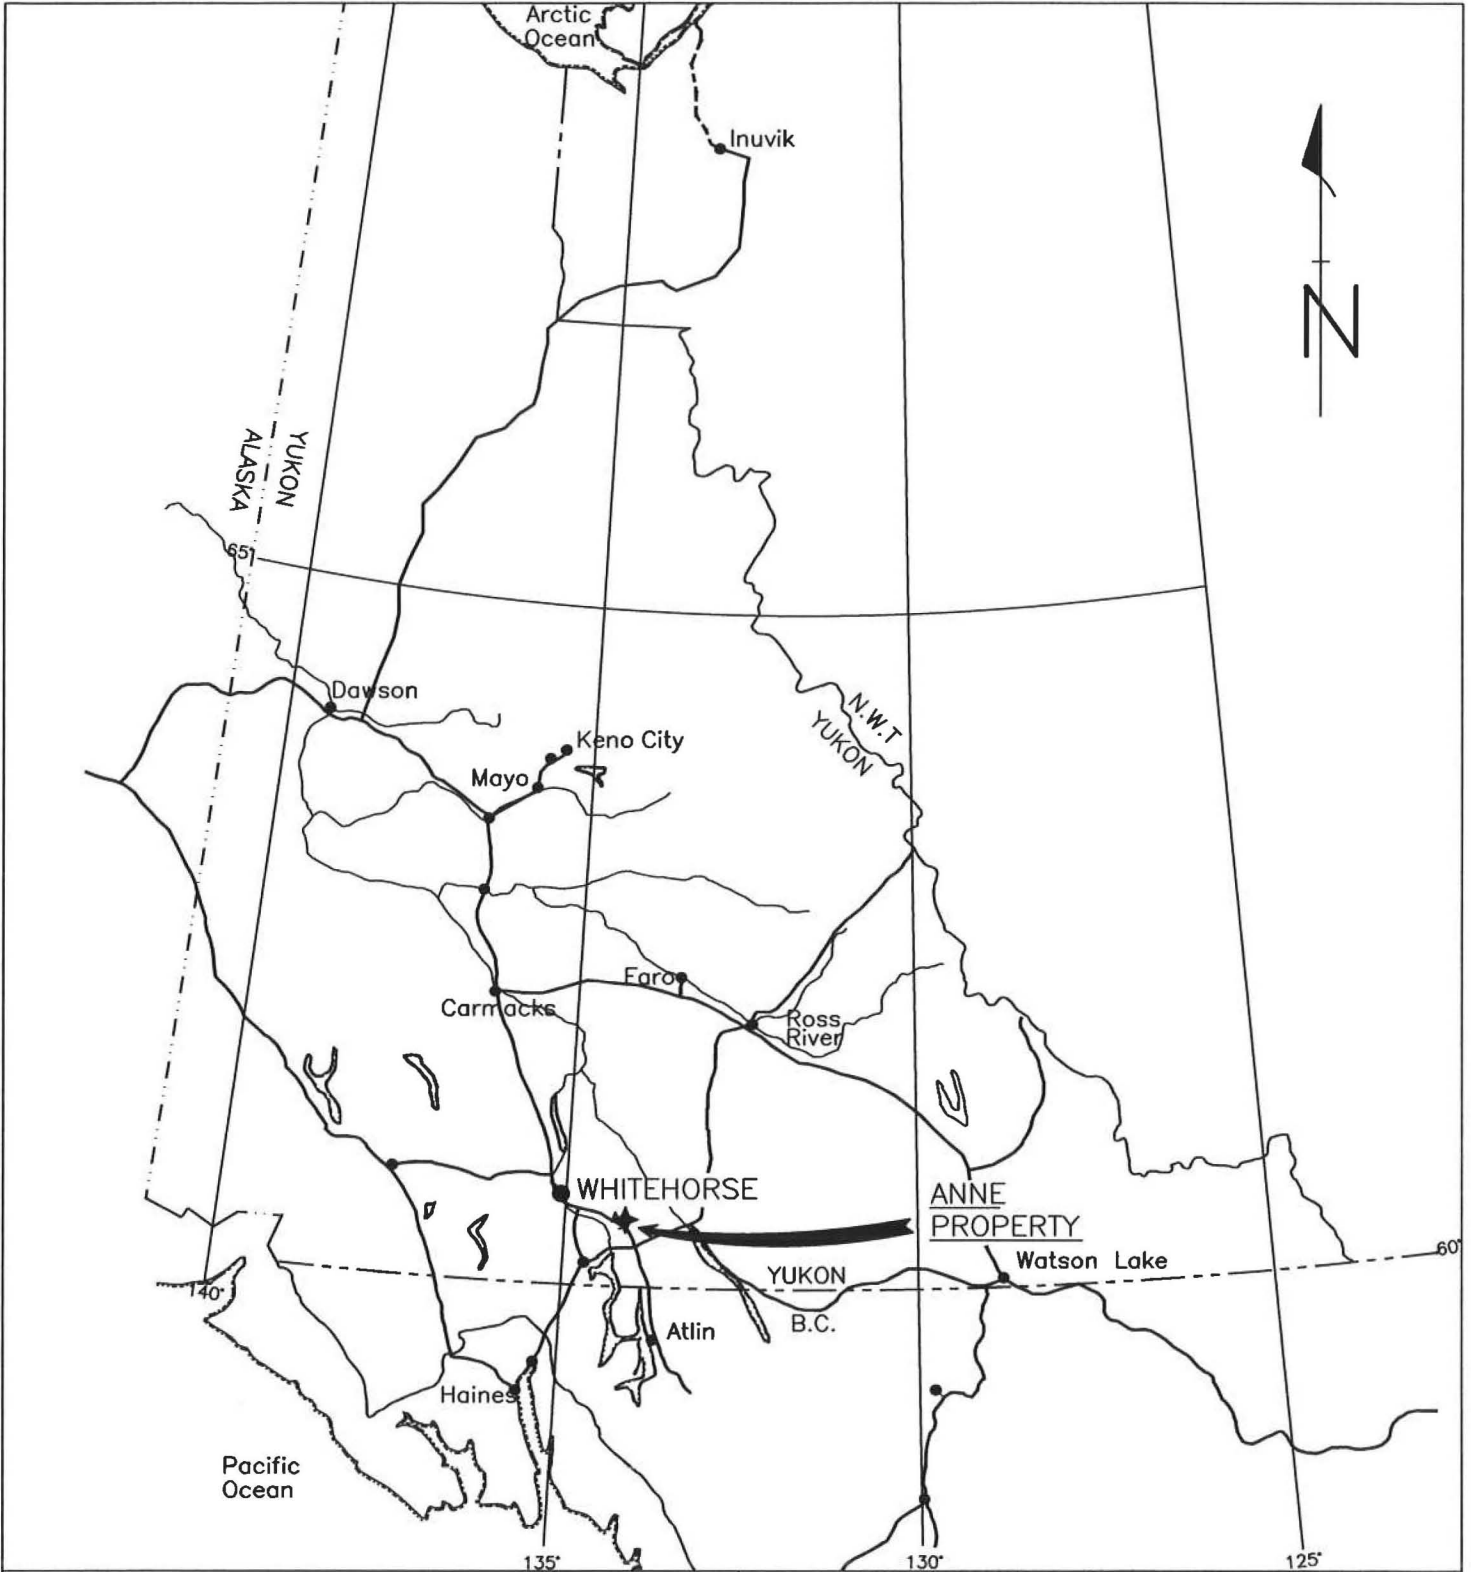 Arctic
Ocean
Inuvik
N
YUKON
ALASKA
65°
Dawson
N.W.T
YUKON
Keno City
Mayo
Faro
Carmacks
Ross
River
WHITEHORSE
ANNE
PROPERTY
60°
Watson Lake
YUKON
140°
B.C.
Atlin
Haines
Pacific
Ocean
135°
130°
125°